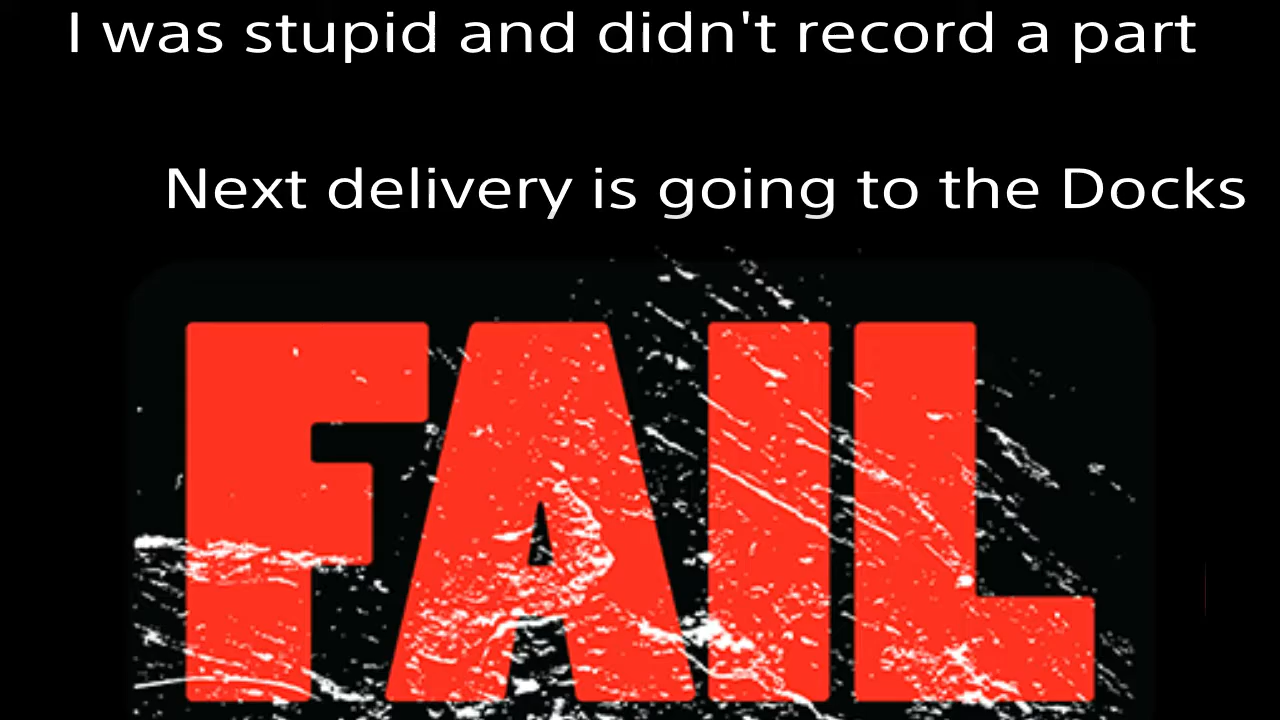 I was stupid and didn't record a part
Next delivery is going to the Docks
FAIL